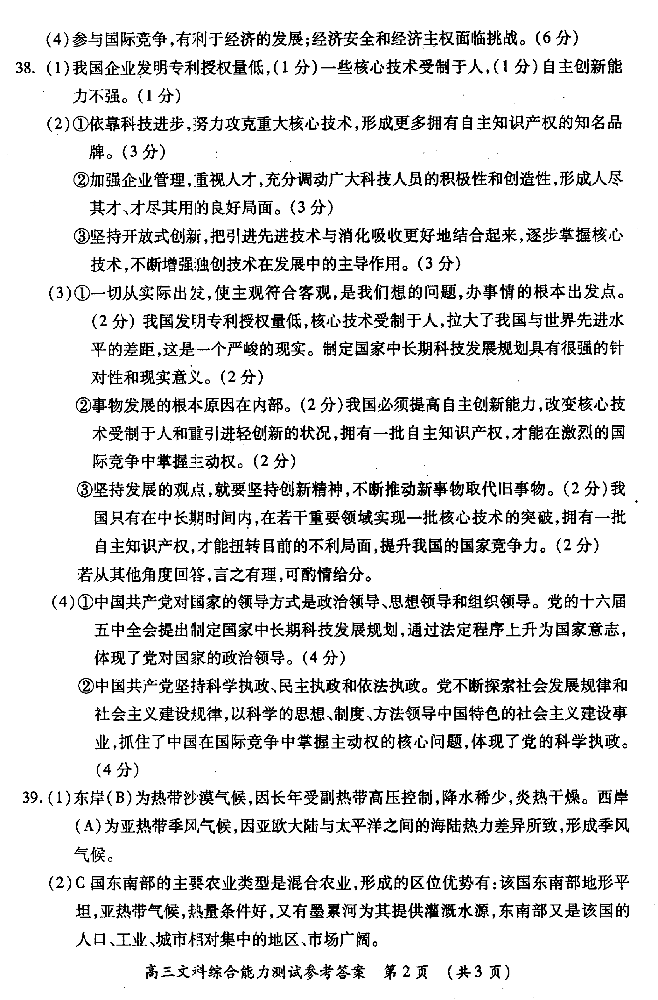 (4)参与国际竞争,有利于经济的发展;经济安全和经济主权面临挑战。(6 分)
38. (1)我国企业发明专利授权量低,(1 分)一些核心技术受制于人,(1 分)自主创新能
力不强。(1 分)
(2)①依靠科技进步,努力攻克重大核心技术,形成更多拥有自主知识产权的知名品
牌。(3 分)
②加强企业管理,重视人才,充分调动广大科技人员的积极性和创造性,形成人尽
其才、才尽其用的良好局面。(3 分)
③坚持开放式创新,把引进先进技术与消化吸收更好地结合起来,逐步掌握核心
技术,不断增强独创技术在发展中的主导作用。(3 分)
(3)①一切从实际出发,使主观符合客观,是我们想的问题,办事情的根本出发点。
(2 分) 我国发明专利授权量低,核心技术受制于人,拉大了我国与世界先进水
平的差距,这是一个严峻的现实。制定国家中长期科技发展规划具有很强的针
对性和现实意义。(2 分)
②事物发展的根本原因在内部。(2 分)我国必须提高自主创新能力,改变核心技
术受制于人和重引进轻创新的状况,拥有一批自主知识产权,才能在激烈的国
际竞争中掌握主动权。(2 分)
③坚持发展的观点,就要坚持创新精神,不断推动新事物取代旧事物。(2 分)我
国只有在中长期时间内,在若干重要领域实现一批核心技术的突破,拥有一批
自主知识产权,才能扭转目前的不利局面,提升我国的国家竞争力。(2 分)
若从其他角度回答,言之有理,可酌情给分。
(4)①中国共产党对国家的领导方式是政治领导、思想领导和组织领导。党的十六届
五中全会提出制定国家中长期科技发展规划,通过法定程序上升为国家意志,
体现了党对国家的政治领导。(4 分)
②中国共产党坚持科学执政、民主执政和依法执政。党不断探索社会发展规律和
社会主义建设规律,以科学的思想、制度、方法领导中国特色的社会主义建设事
业,抓住了中国在国际竞争中掌握主动权的核心问题,体现了党的科学执政。
(4 分)
39. (1)东岸(B)为热带沙漠气候,因长年受副热带高压控制,降水稀少,炎热干燥。西岸
(A)为亚热带季风气候,因亚欧大陆与太平洋之间的海陆热力差异所致,形成季风
气候。
(2)C 国东南部的主要农业类型是混合农业,形成的区位优势有:该国东南部地形平
坦,亚热带气候,热量条件好,又有墨累河为其提供灌溉水源,东南部又是该国的
人口、工业、城市相对集中的地区、市场广阔。
高三文科综合能力测试参考答案 第 2 页 (共 3 页)